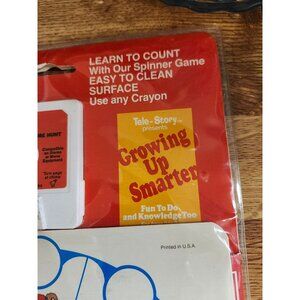 LEARN TO COUNT
With Our Spinner Game
EASY TO CLEAN
SURFACE
Use any Crayon
Tele-Story
presents
Growing
Up
Smarter
Fun To Do
and Knowledge Too
HUNT
Printed in U.S.A.